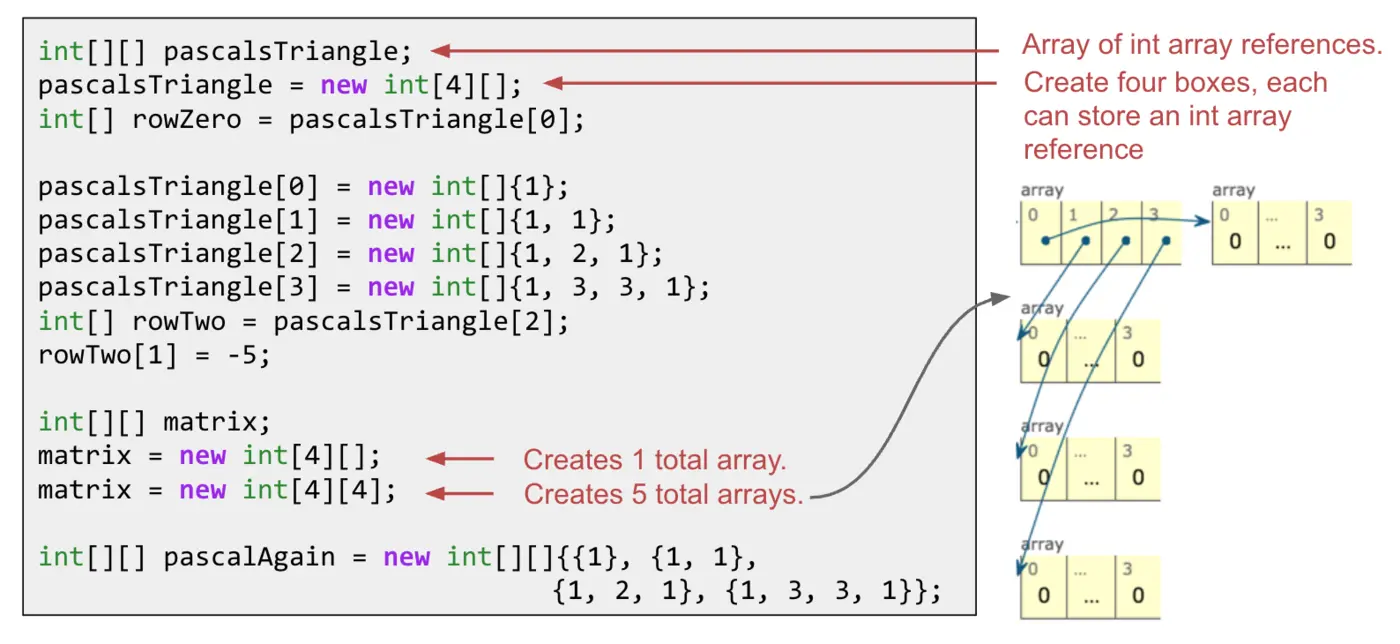 int[][] pascalsTriangle;
pascalsTriangle = new int[4][];
int[] rowZero = pascalsTriangle[0];
pascalsTriangle[0] = new int[]{1};
pascalsTriangle[1] = new int[]{1, 1};
pascalsTriangle[2] = new int[]{1, 2, 1};
pascalsTriangle[3] = new int[]{1, 3, 3, 1};
int[] rowTwo = pascalsTriangle[2];
rowTwo[1] = -5;
int[][] matrix;
matrix = new int[4][];
Creates 1 total array.
matrix = new int[4][4];
Creates 5 total arrays.
int[][] pascalAgain = new int[][]{{1}, {1, 1},
{1, 2, 1}, {1, 3, 3, 1}};
Array of int array references.
Create four boxes, each
can store an int array
reference
array
0 1 2 3
array
0 ... 3
0 ... 0
array
0 ... 3
0 ... 0
array
0 ... 3
0 ... 0
array
0 ... 3
0 ... 0